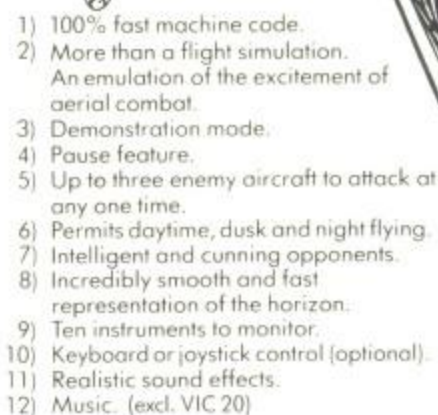 1) 100% fast machine code.
2) More than a flight simulation.
An emulation of the excitement of
aerial combat.
3) Demonstration mode.
4) Pause feature.
5) Up to three enemy aircraft to attack at
any one time.
6) Permits daytime, dusk and night flying.
7) Intelligent and cunning opponents.
8) Incredibly smooth and fast
representation of the horizon.
9) Ten instruments to monitor.
10) Keyboard or joystick control (optional).
11) Realistic sound effects.
12) Music. (excl. VIC 20)